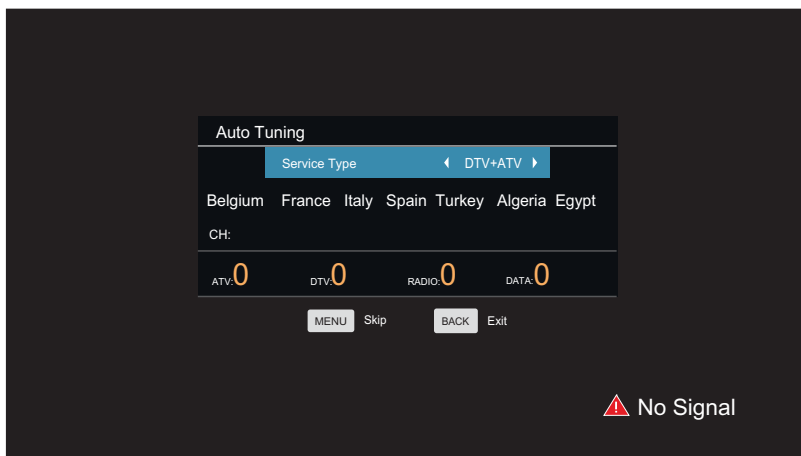 Auto Tuning
Service Type DTV+ATV
Belgium France Italy Spain Turkey Algeria Egypt
CH:
ATV:0 DTV:0 RADIO:0 DATA:0
MENU Skip BACK Exit
No Signal